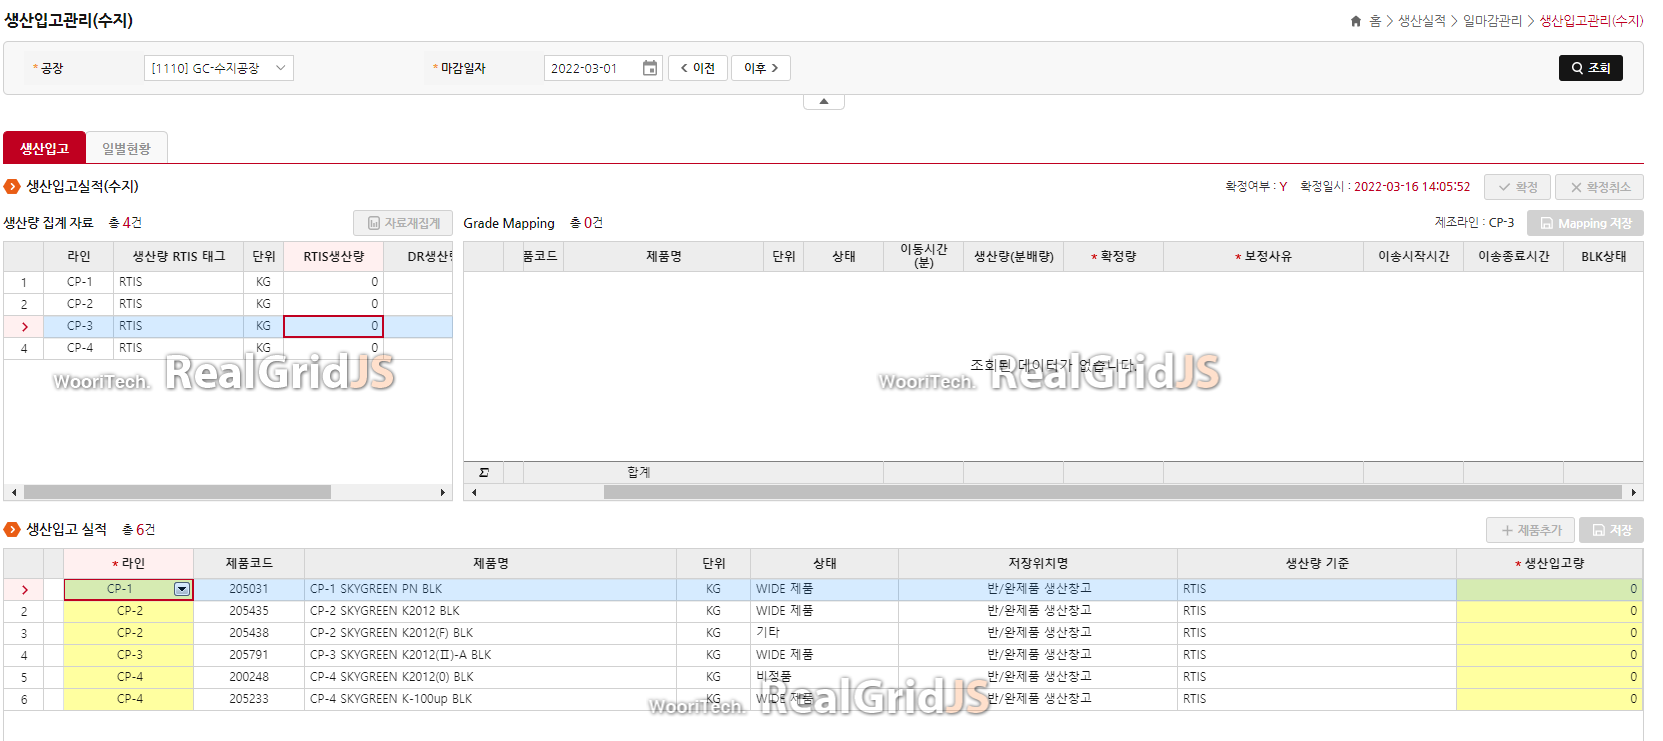 생산입고관리(수지)
홈 > 생산실적 > 일마감관리 > 생산입고관리(수지)
* 공장 [1110] GC-수지공장 * 마감일자 2022-03-01 < 이전 이후 > 조회
생산입고 일별현황
생산입고실적(수지) 확정여부 : Y 확정일시 : 2022-03-16 14:05:52 확정 확정취소
생산량 집계 자료 총 4건 자료재집계
라인 생산량 RTIS 태그 단위 RTIS생산량 DR생산량
1 CP-1 RTIS KG 0
2 CP-2 RTIS KG 0
> CP-3 RTIS KG 0
4 CP-4 RTIS KG 0
WooriTech. RealGridJS
Grade Mapping 총 0건 제조라인 : CP-3 Mapping 저장
품코드 제품명 단위 상태 이동시간(분) 생산량(분배량) * 확정량 * 보정사유 이송시작시간 이송종료시간 BLK상태
조회된 데이터가 없습니다.
WooriTech. RealGridJS
Σ 합계
생산입고 실적 총 6건 제품추가 저장
* 라인 제품코드 제품명 단위 상태 저장위치명 생산량 기준 * 생산입고량
> CP-1 205031 CP-1 SKYGREEN PN BLK KG WIDE 제품 반/완제품 생산창고 RTIS 0
2 CP-2 205435 CP-2 SKYGREEN K2012 BLK KG WIDE 제품 반/완제품 생산창고 RTIS 0
3 CP-2 205438 CP-2 SKYGREEN K2012(F) BLK KG 기타 반/완제품 생산창고 RTIS 0
4 CP-3 205791 CP-3 SKYGREEN K2012(Ⅱ)-A BLK KG WIDE 제품 반/완제품 생산창고 RTIS 0
5 CP-4 200248 CP-4 SKYGREEN K2012(0) BLK KG 비정품 반/완제품 생산창고 RTIS 0
6 CP-4 205233 CP-4 SKYGREEN K-100up BLK KG WIDE 제품 반/완제품 생산창고 RTIS 0
WooriTech. RealGridJS